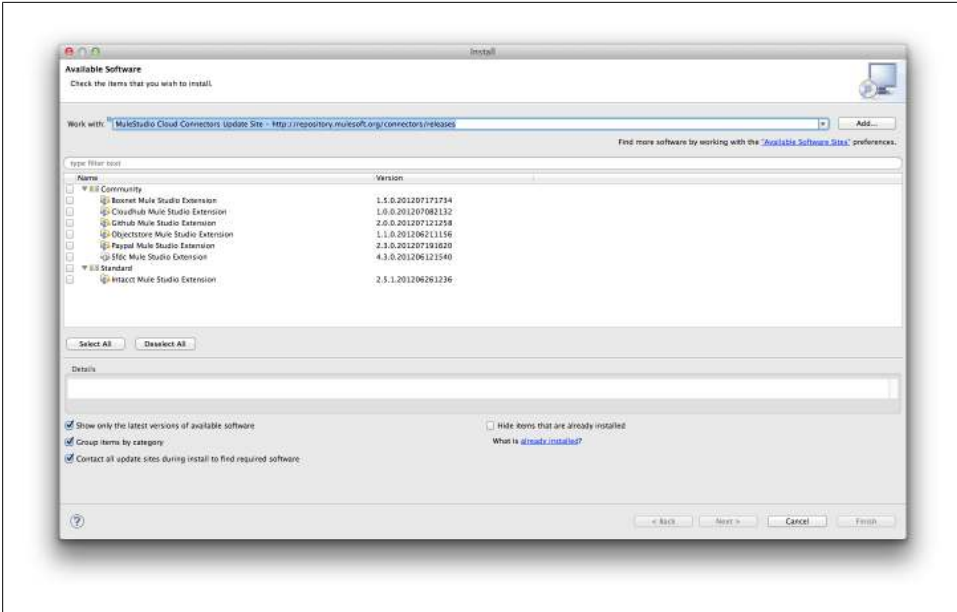 Install
Available Software
Check the items that you wish to install.
Work with: MuleStudio Cloud Connectors Update Site - http://repository.mulesoft.org/connectors/releases Add...
Find more software by working with the "Available Software Sites" preferences.
type filter text
Name Version
Community
Boxnet Mule Studio Extension 1.5.0.201207171734
Cloudhub Mule Studio Extension 1.0.0.201207082132
Github Mule Studio Extension 2.0.0.201207121258
Objectstore Mule Studio Extension 1.1.0.201206211156
Paypal Mule Studio Extension 2.3.0.201207191620
Sfdc Mule Studio Extension 4.3.0.201206121540
Standard
Intacct Mule Studio Extension 2.5.1.201206261236
Select All Deselect All
Details
Show only the latest versions of available software Hide items that are already installed
Group items by category What is already installed?
Contact all update sites during install to find required software
? < Back Next > Cancel Finish